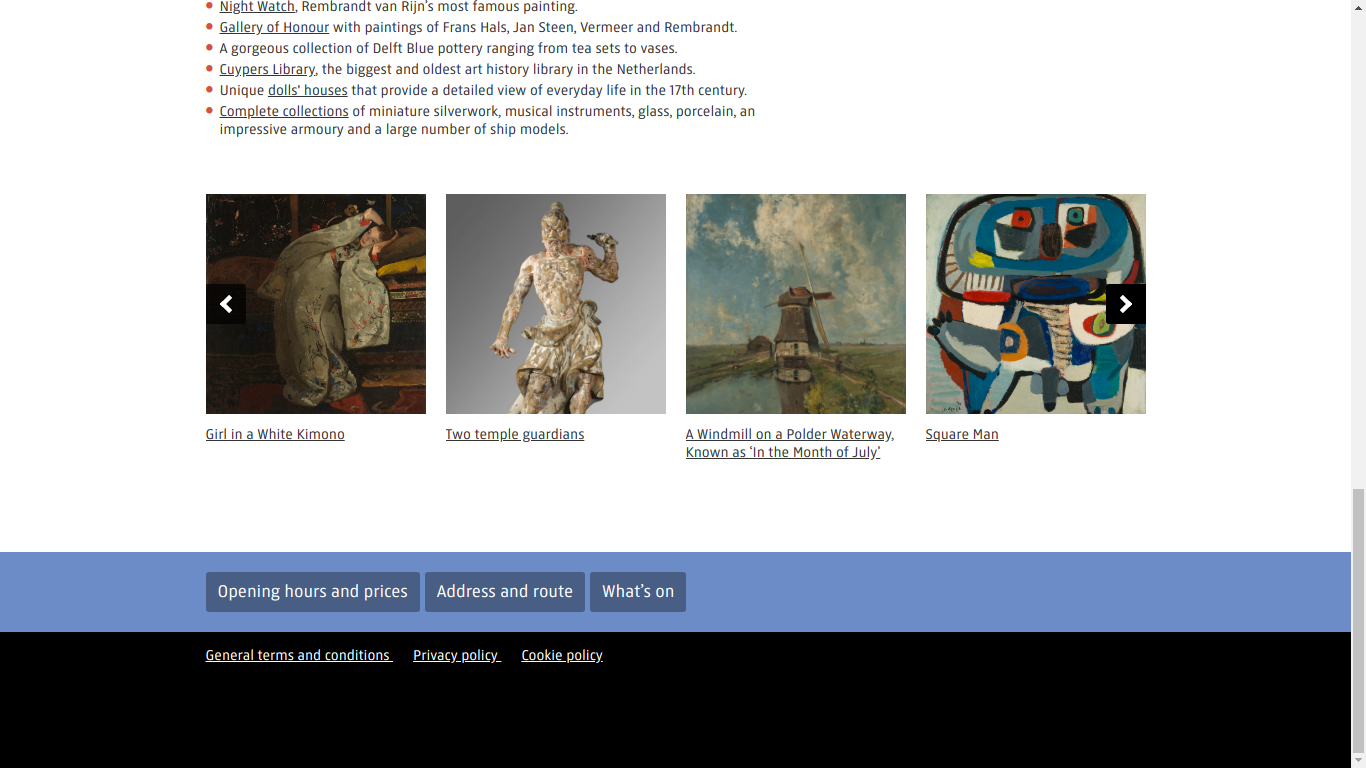 Night Watch, Rembrandt van Rijn’s most famous painting.
Gallery of Honour with paintings of Frans Hals, Jan Steen, Vermeer and Rembrandt.
A gorgeous collection of Delft Blue pottery ranging from tea sets to vases.
Cuypers Library, the biggest and oldest art history library in the Netherlands.
Unique dolls' houses that provide a detailed view of everyday life in the 17th century.
Complete collections of miniature silverwork, musical instruments, glass, porcelain, an
impressive armoury and a large number of ship models.
Girl in a White Kimono
Two temple guardians
A Windmill on a Polder Waterway,
Known as ‘In the Month of July’
Square Man
Opening hours and prices
Address and route
What’s on
General terms and conditions
Privacy policy
Cookie policy